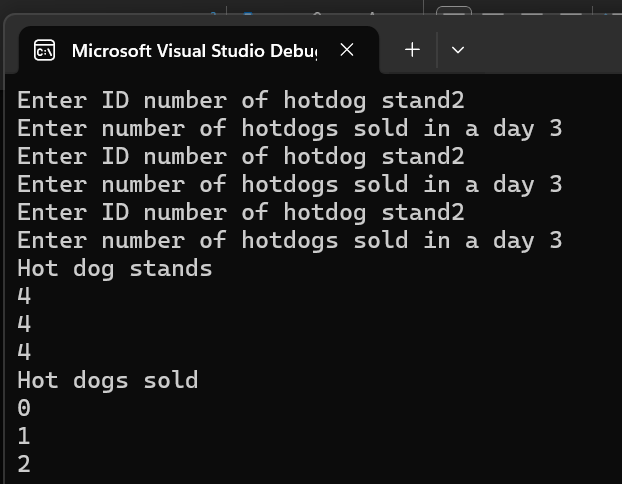 Microsoft Visual Studio Debu
Enter ID number of hotdog stand2
Enter number of hotdogs sold in a day 3
Enter ID number of hotdog stand2
Enter number of hotdogs sold in a day 3
Enter ID number of hotdog stand2
Enter number of hotdogs sold in a day 3
Hot dog stands
4
4
4
Hot dogs sold
0
1
2